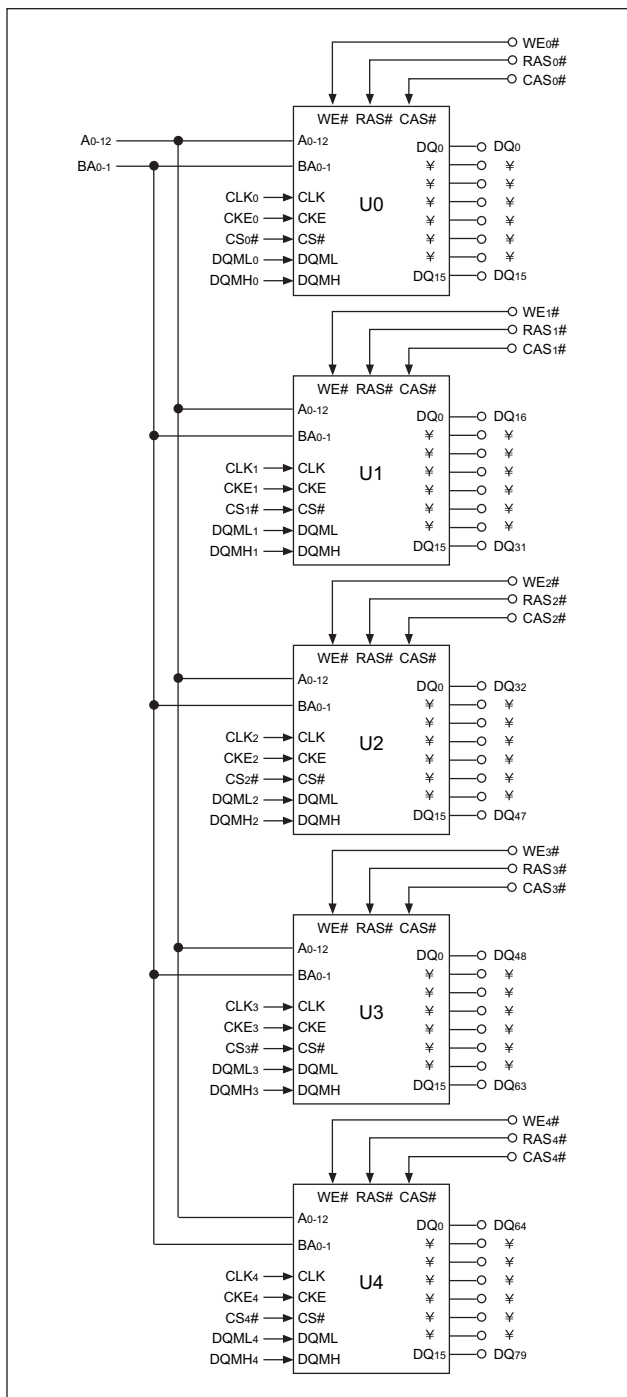 WE0#
RAS0#
CAS0#
WE# RAS# CAS#
A0-12 A0-12 DQ0 DQ0
BA0-1 BA0-1 ¥ ¥
¥ ¥
CLK0 CLK ¥ ¥
CKE0 CKE U0 ¥ ¥
CS0# CS# ¥ ¥
DQML0 DQML ¥ ¥
DQMH0 DQMH DQ15 DQ15
WE1#
RAS1#
CAS1#
WE# RAS# CAS#
A0-12 DQ0 DQ16
BA0-1 ¥ ¥
¥ ¥
CLK1 CLK ¥ ¥
CKE1 CKE U1 ¥ ¥
CS1# CS# ¥ ¥
DQML1 DQML ¥ ¥
DQMH1 DQMH DQ15 DQ31
WE2#
RAS2#
CAS2#
WE# RAS# CAS#
A0-12 DQ0 DQ32
BA0-1 ¥ ¥
¥ ¥
CLK2 CLK ¥ ¥
CKE2 CKE U2 ¥ ¥
CS2# CS# ¥ ¥
DQML2 DQML ¥ ¥
DQMH2 DQMH DQ15 DQ47
WE3#
RAS3#
CAS3#
WE# RAS# CAS#
A0-12 DQ0 DQ48
BA0-1 ¥ ¥
¥ ¥
CLK3 CLK ¥ ¥
CKE3 CKE U3 ¥ ¥
CS3# CS# ¥ ¥
DQML3 DQML ¥ ¥
DQMH3 DQMH DQ15 DQ63
WE4#
RAS4#
CAS4#
WE# RAS# CAS#
A0-12 DQ0 DQ64
BA0-1 ¥ ¥
¥ ¥
CLK4 CLK ¥ ¥
CKE4 CKE U4 ¥ ¥
CS4# CS# ¥ ¥
DQML4 DQML ¥ ¥
DQMH4 DQMH DQ15 DQ79